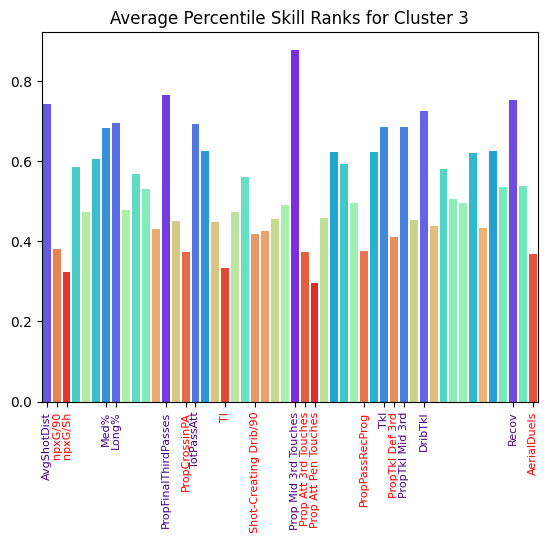 Average Percentile Skill Ranks for Cluster 3
0.8
0.6
0.4
0.2
0.0
AvgShotDist
npxG/90
npxG/Sh
Med%
Long%
PropFinalThirdPasses
PropCrossinPA
TotPassAtt
TI
Shot-Creating Drib/90
Prop Mid 3rd Touches
Prop Att 3rd Touches
Prop Att Pen Touches
PropPassRecProg
Tkl
PropTkl Def 3rd
PropTkl Mid 3rd
DribTkl
Recov
AerialDuels